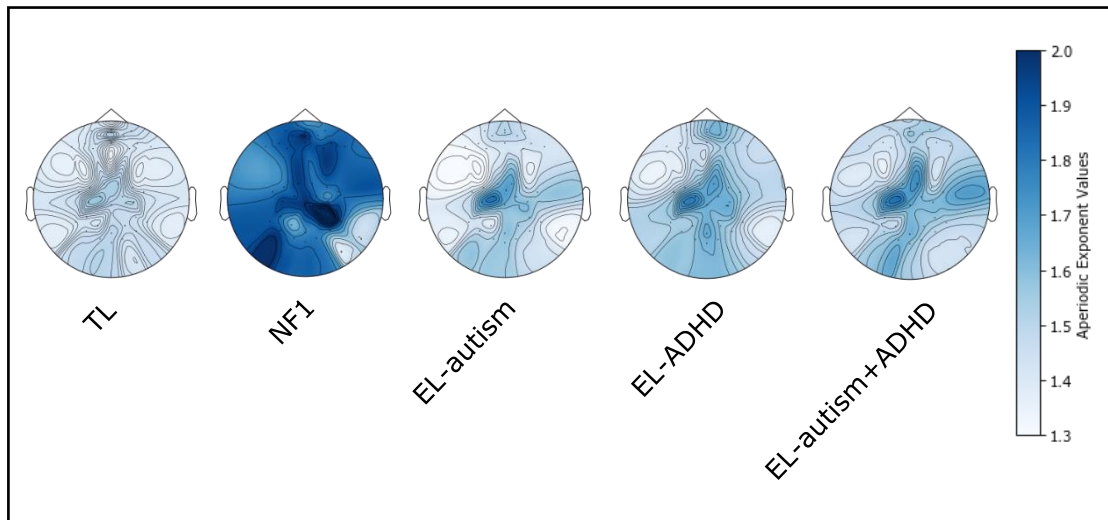 TL
NF1
EL-autism
EL-ADHD
EL-autism+ADHD
2.0
1.9
1.8
1.7
1.6
1.5
1.4
1.3
Aperiodic Exponent Values